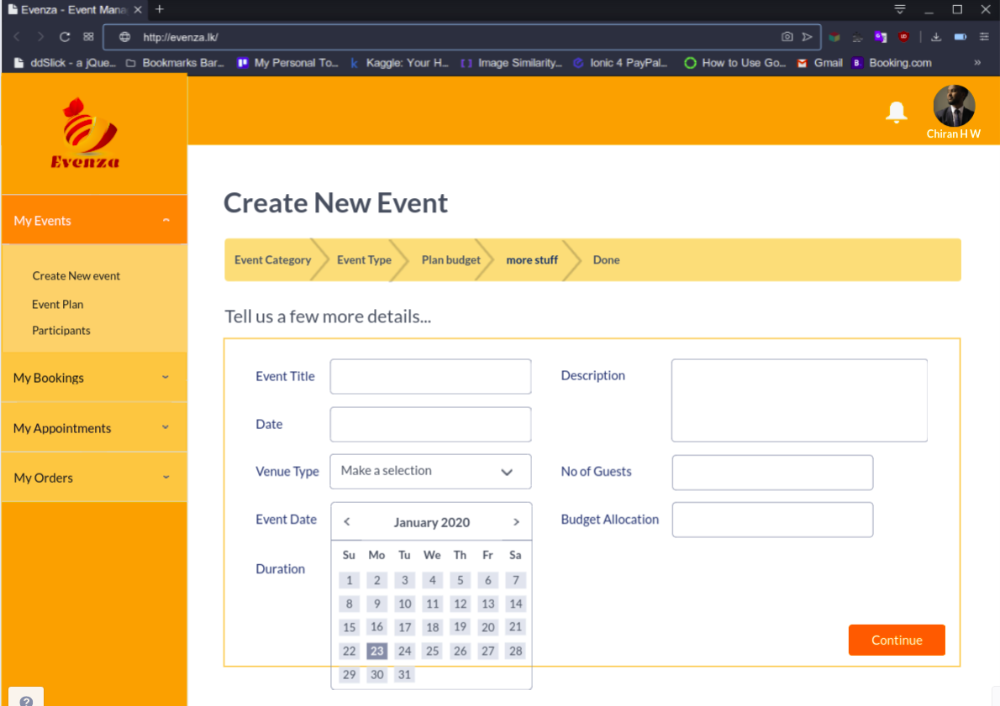 Evenza - Event Mana
http://evenza.lk/
ddSlick - a jQue... Bookmarks Bar... My Personal To... Kaggle: Your H... Image Similarity... Ionic 4 PayPal... How to Use Go... Gmail B. Booking.com »
Evenza
Chiran H W
My Events
Create New event
Event Plan
Participants
My Bookings
My Appointments
My Orders
Create New Event
Event Category Event Type Plan budget more stuff Done
Tell us a few more details...
Event Title
Description
Date
Venue Type Make a selection
No of Guests
Event Date
Budget Allocation
Duration
< January 2020 >
Su Mo Tu We Th Fr Sa
1 2 3 4 5 6 7
8 9 10 11 12 13 14
15 16 17 18 19 20 21
22 23 24 25 26 27 28
29 30 31
Continue
?